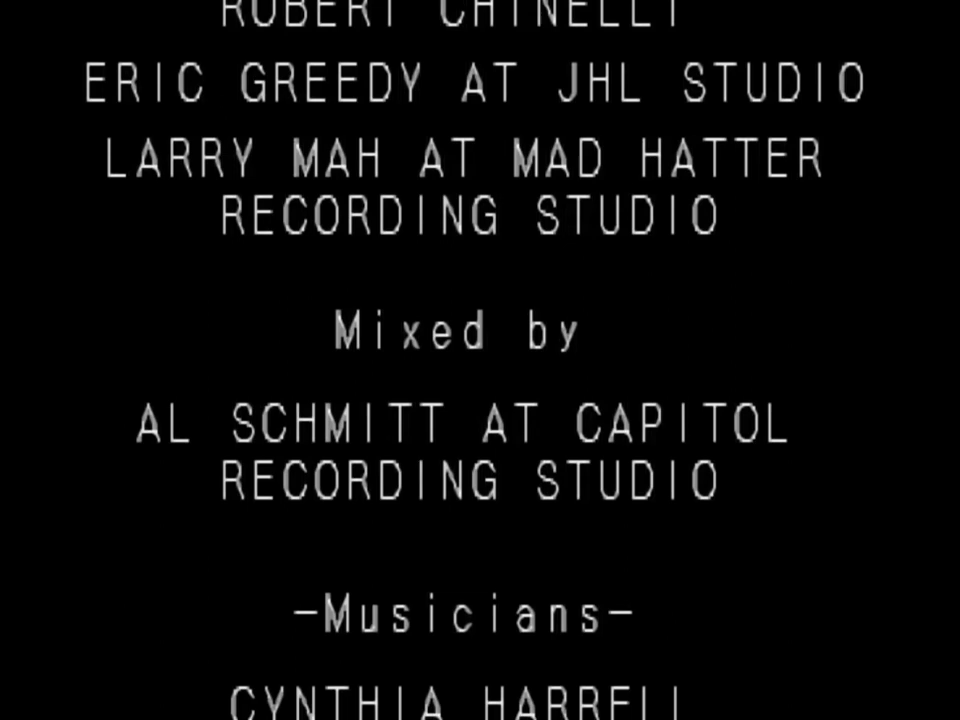 ROBERT CHINELLI
ERIC GREEDY AT JHL STUDIO
LARRY MAH AT MAD HATTER
RECORDING STUDIO
Mixed by
AL SCHMITT AT CAPITOL
RECORDING STUDIO
-Musicians-
CYNTHIA HARRELL